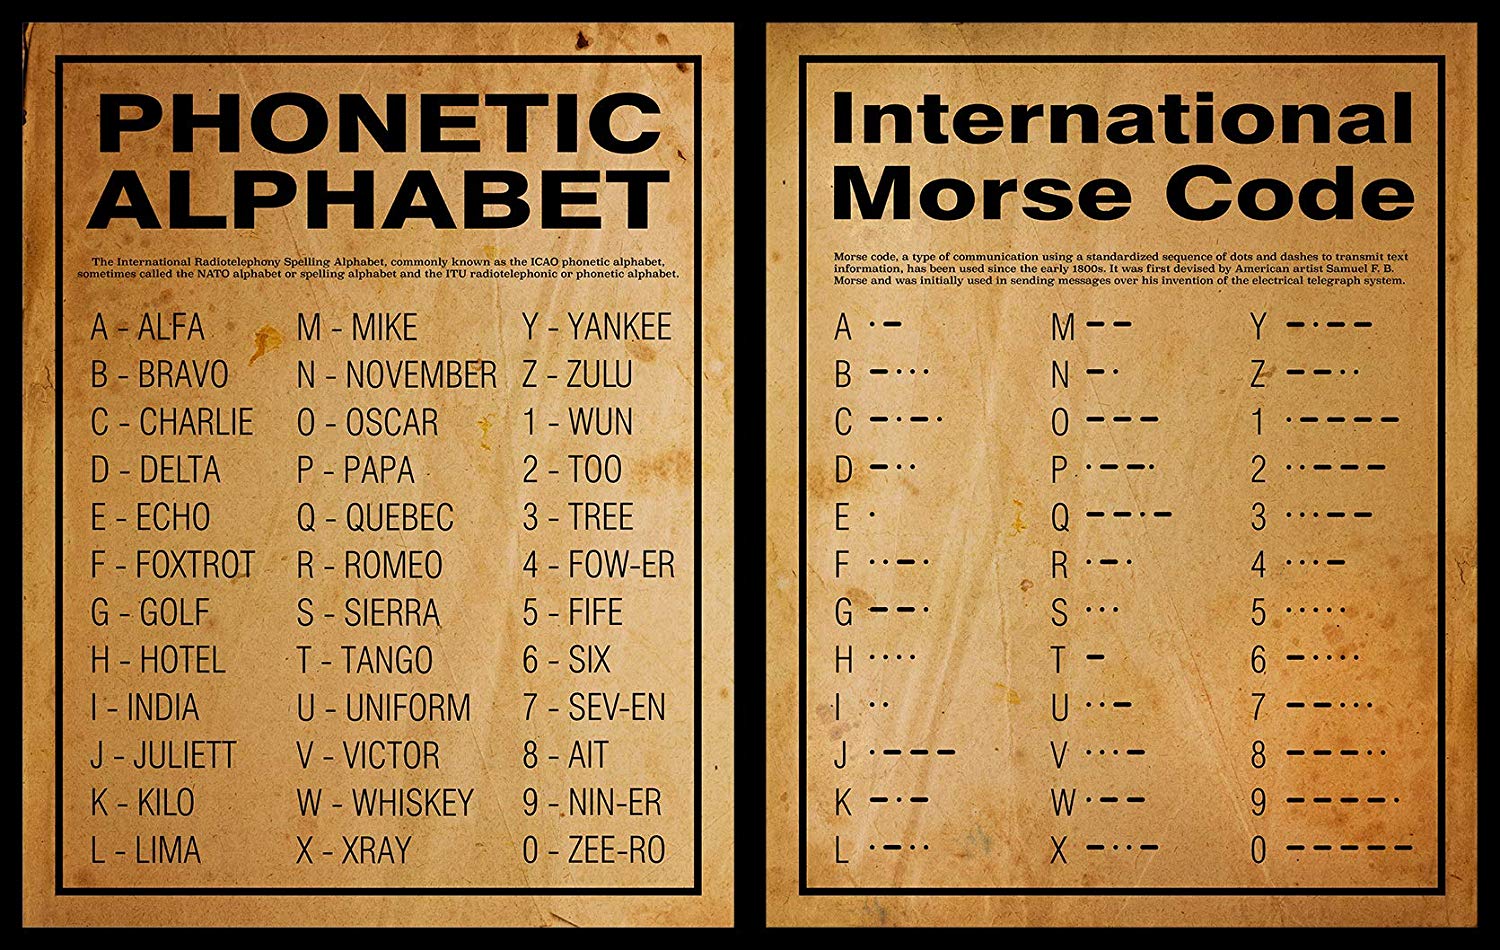 PHONETIC
ALPHABET
The International Radiotelephony Spelling Alphabet, commonly known as the ICAO phonetic alphabet,
sometimes called the NATO alphabet or spelling alphabet and the ITU radiotelephonic or phonetic alphabet.
A - ALFA
B - BRAVO
C - CHARLIE
D - DELTA
E - ECHO
F - FOXTROT
G - GOLF
H - HOTEL
I - INDIA
J - JULIETT
K - KILO
L - LIMA
M - MIKE
N - NOVEMBER
O - OSCAR
P - PAPA
Q - QUEBEC
R - ROMEO
S - SIERRA
T - TANGO
U - UNIFORM
V - VICTOR
W - WHISKEY
X - XRAY
Y - YANKEE
Z - ZULU
1 - WUN
2 - TOO
3 - TREE
4 - FOW-ER
5 - FIFE
6 - SIX
7 - SEV-EN
8 - AIT
9 - NIN-ER
0 - ZEE-RO
International
Morse Code
Morse code, a type of communication using a standardized sequence of dots and dashes to transmit text
information, has been used since the early 1800s. It was first devised by American artist Samuel F. B.
Morse and was initially used in sending messages over his invention of the electrical telegraph system.
A ·−
B −···
C −·−·
D −··
E ·
F ··−·
G −−·
H ····
I ··
J ·−−−
K −·−
L ·−··
M −−
N −·
O −−−
P ·−−·
Q −−·−
R ·−·
S ···
T −
U ··−
V ···−
W ·−−
X −··−
Y −·−−
Z −−··
1 ·−−−−
2 ··−−−
3 ···−−
4 ····−
5 ·····
6 −····
7 −−···
8 −−−··
9 −−−−·
0 −−−−−